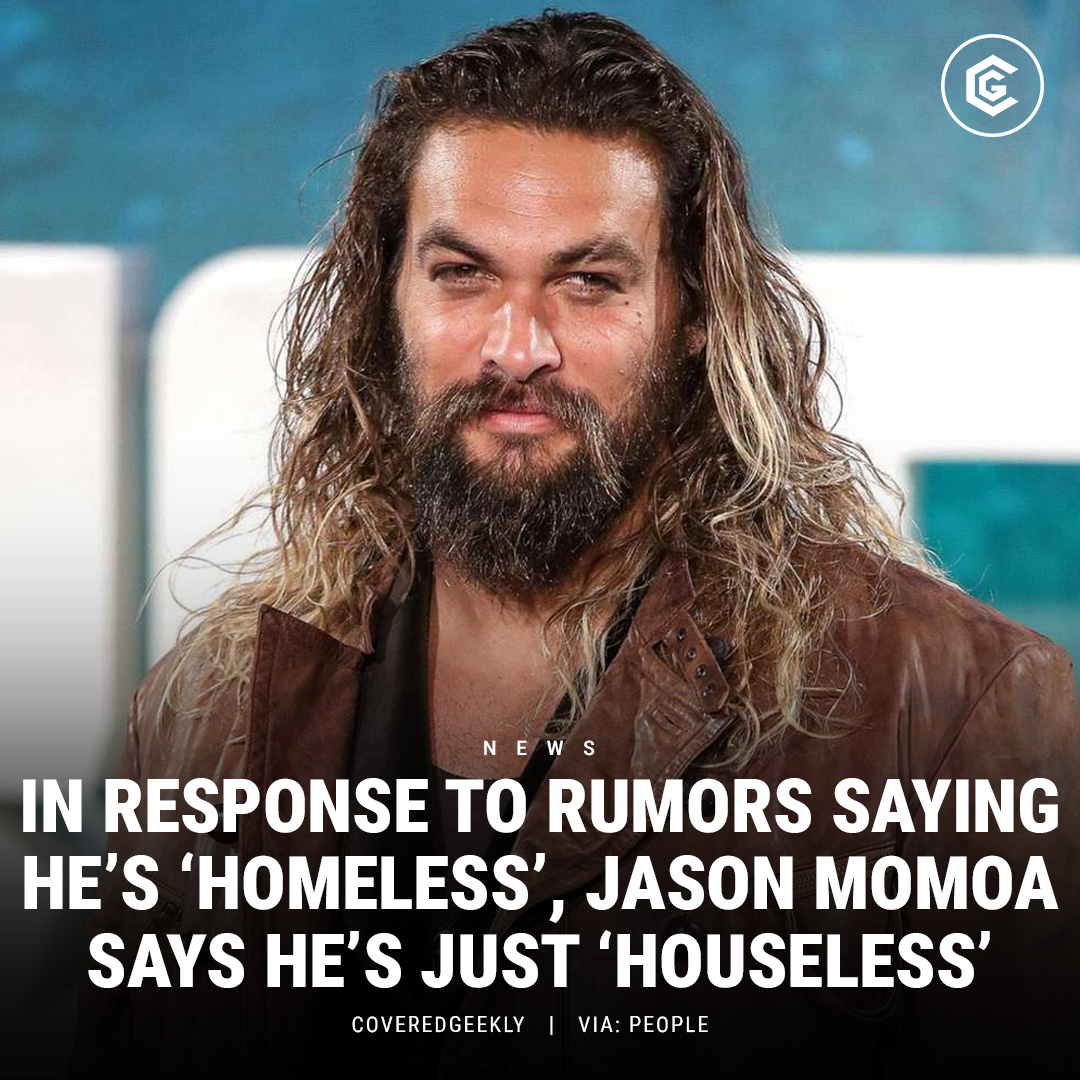 NEWS
IN RESPONSE TO RUMORS SAYING
HE’S ‘HOMELESS’, JASON MOMOA
SAYS HE’S JUST ‘HOUSELESS’
COVEREDGEEKLY | VIA: PEOPLE